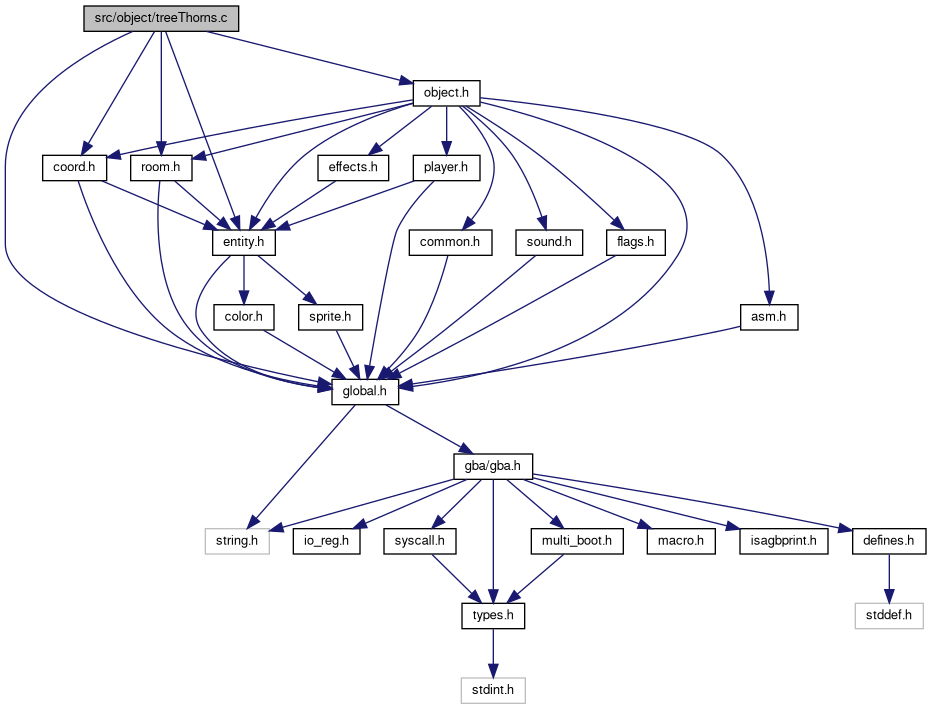 src/object/treeThorns.c
object.h
coord.h
room.h
effects.h
player.h
entity.h
common.h
sound.h
flags.h
color.h
sprite.h
asm.h
global.h
gba/gba.h
string.h
io_reg.h
syscall.h
multi_boot.h
macro.h
isagbprint.h
defines.h
types.h
stddef.h
stdint.h